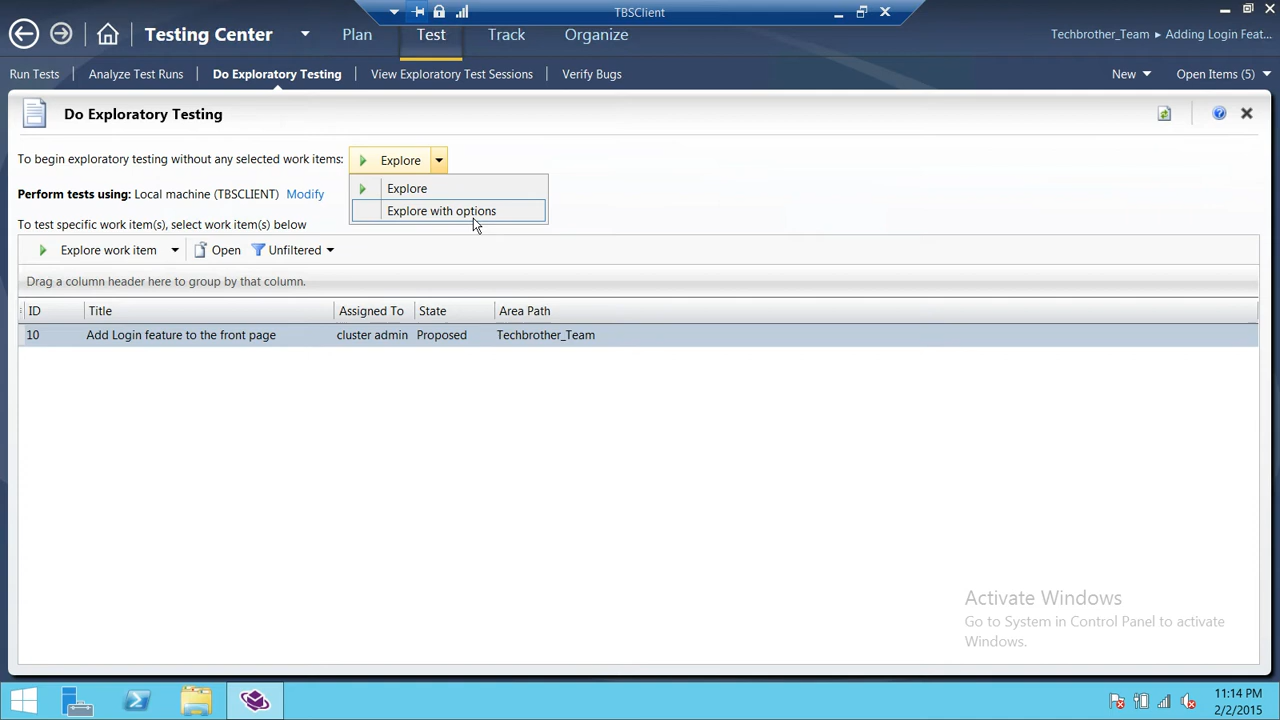 TBSClient
Testing Center
Plan
Test
Track
Organize
Techbrother_Team ▸ Adding Login Feat...
Run Tests
Analyze Test Runs
Do Exploratory Testing
View Exploratory Test Sessions
Verify Bugs
New
Open Items (5)
Do Exploratory Testing
To begin exploratory testing without any selected work items:
Explore
Explore
Explore with options
Perform tests using: Local machine (TBSCLIENT) Modify
To test specific work item(s), select work item(s) below
Explore work item
Open
Unfiltered
Drag a column header here to group by that column.
ID Title Assigned To State Area Path
10 Add Login feature to the front page cluster admin Proposed Techbrother_Team
Activate Windows
Go to System in Control Panel to activate
Windows.
11:14 PM
2/2/2015